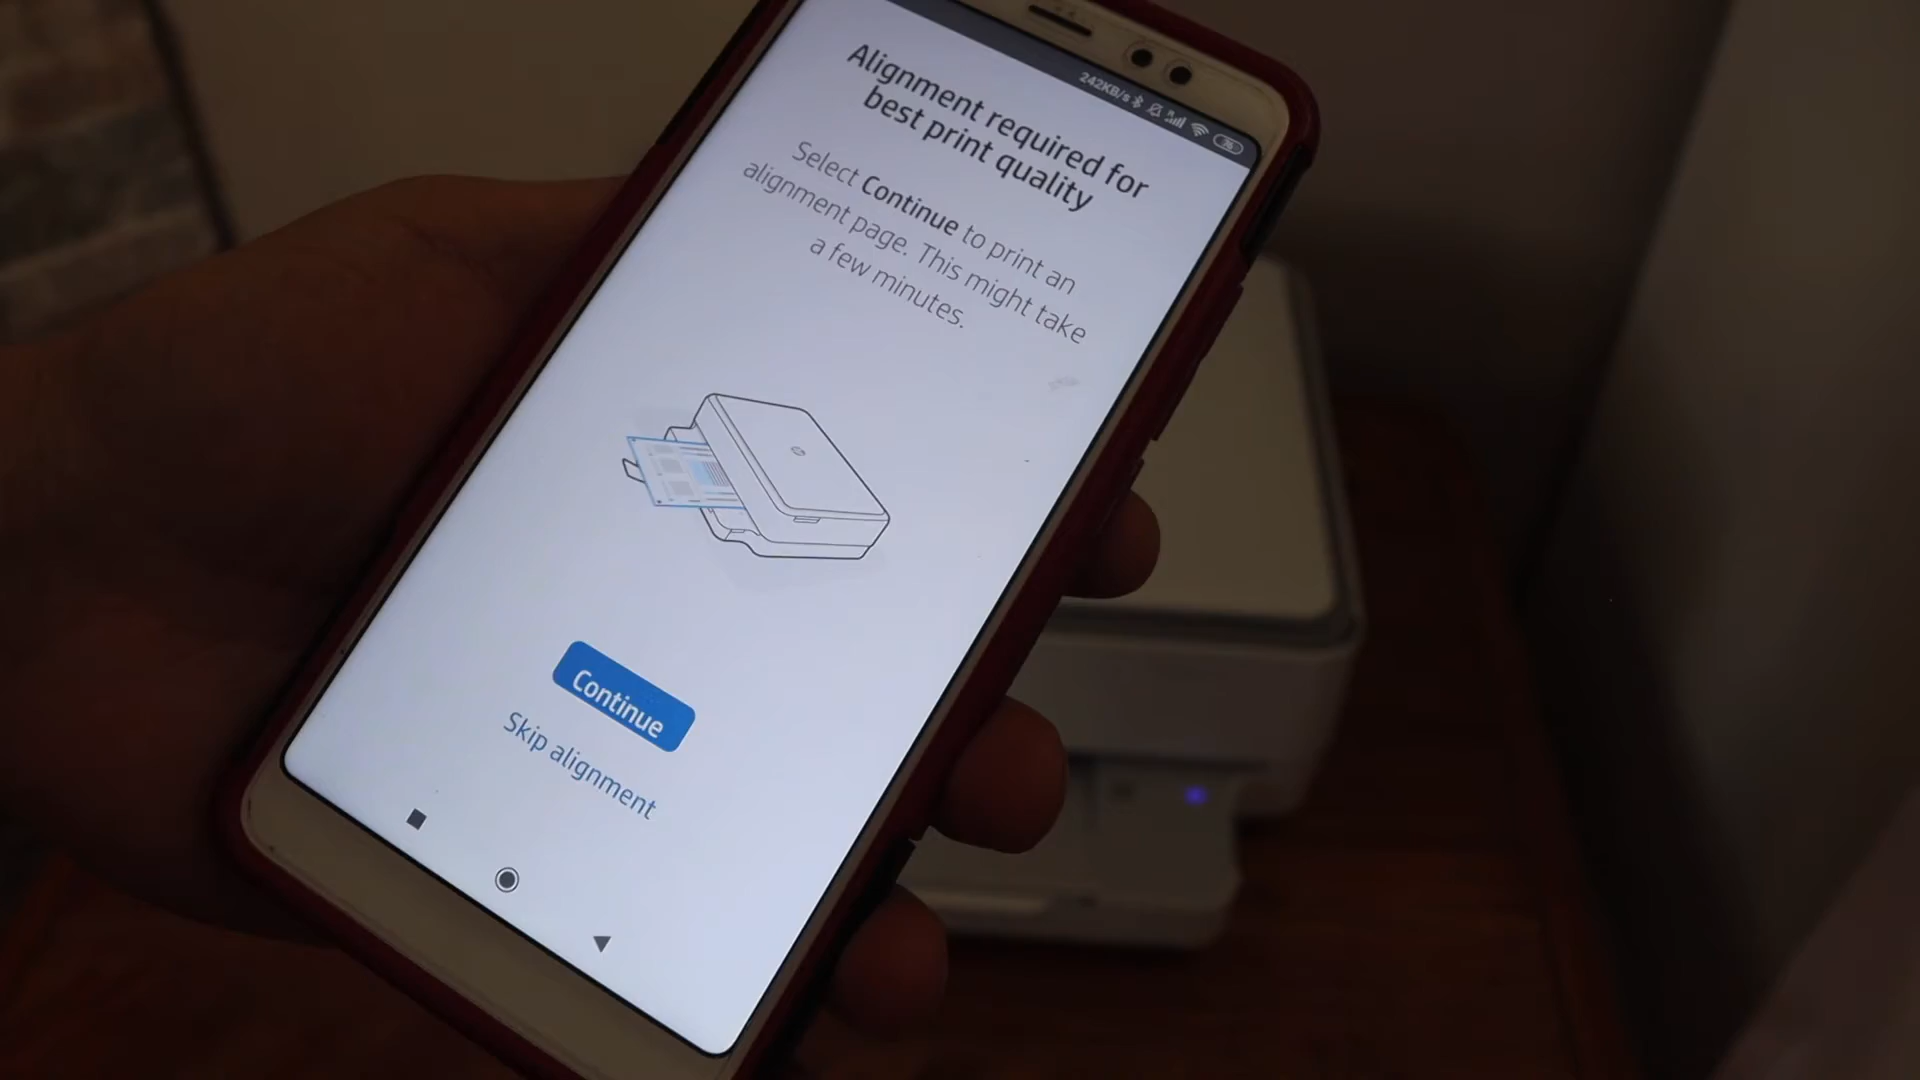 242KB/s 76
Alignment required for
best print quality
Select Continue to print an
alignment page. This might take
a few minutes.
Continue
Skip alignment